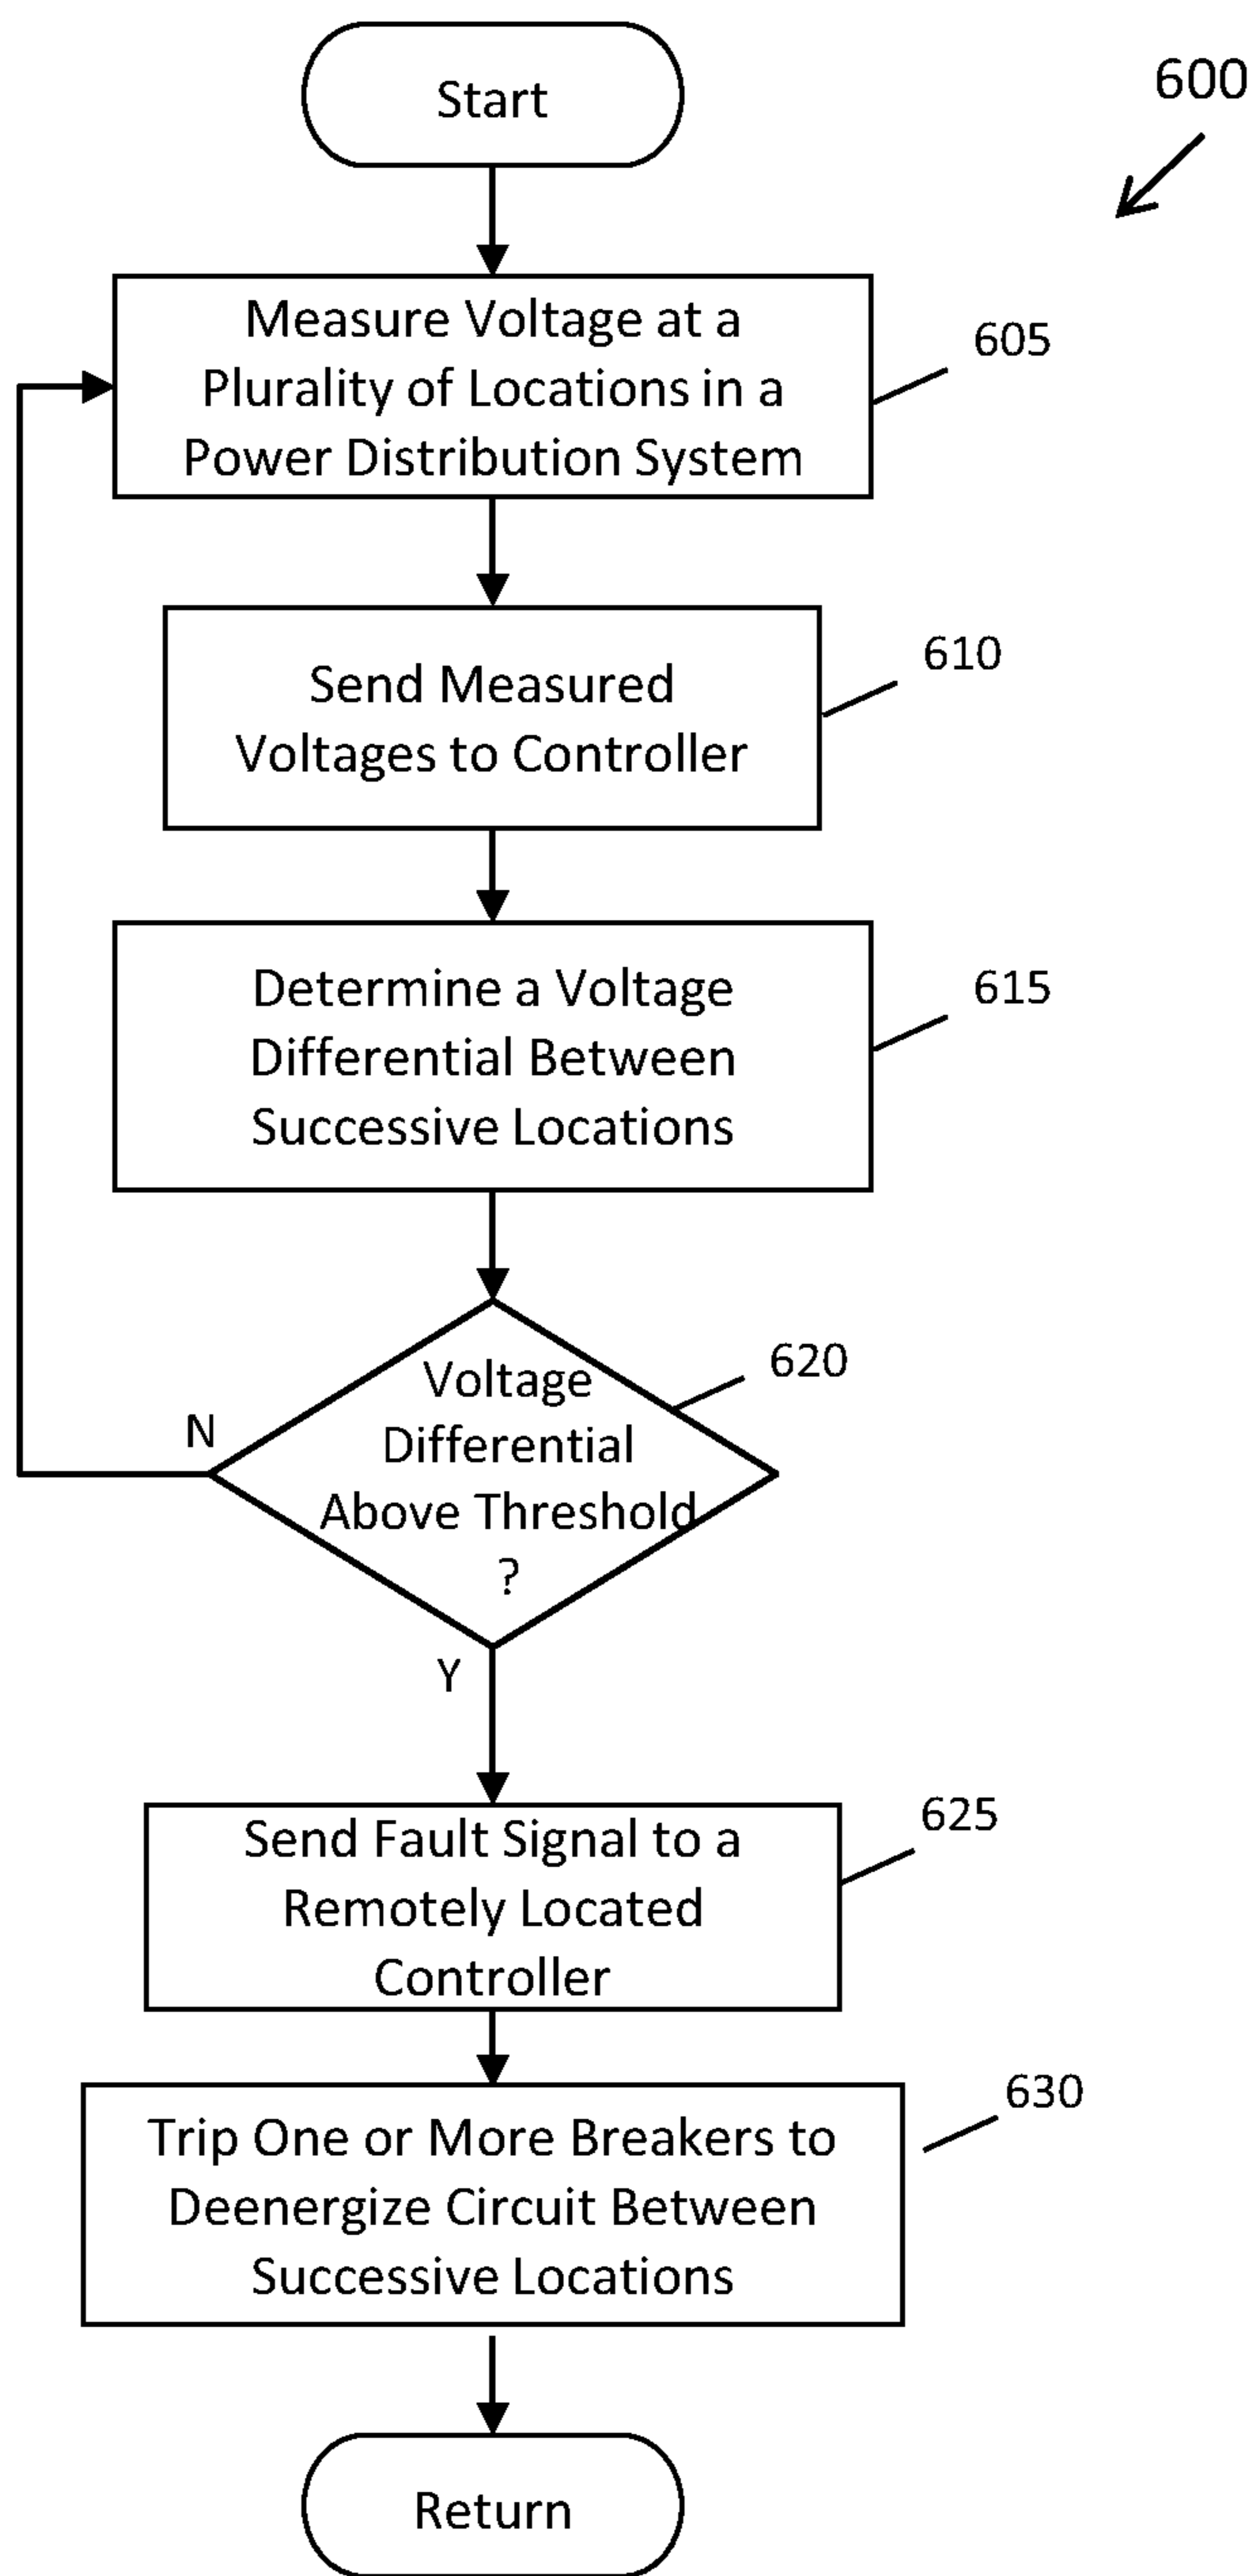 Start
600
Measure Voltage at a
Plurality of Locations in a
Power Distribution System
605
Send Measured
Voltages to Controller
610
Determine a Voltage
Differential Between
Successive Locations
615
Voltage
Differential
Above Threshold
?
620
N
Y
Send Fault Signal to a
Remotely Located
Controller
625
Trip One or More Breakers to
Deenergize Circuit Between
Successive Locations
630
Return